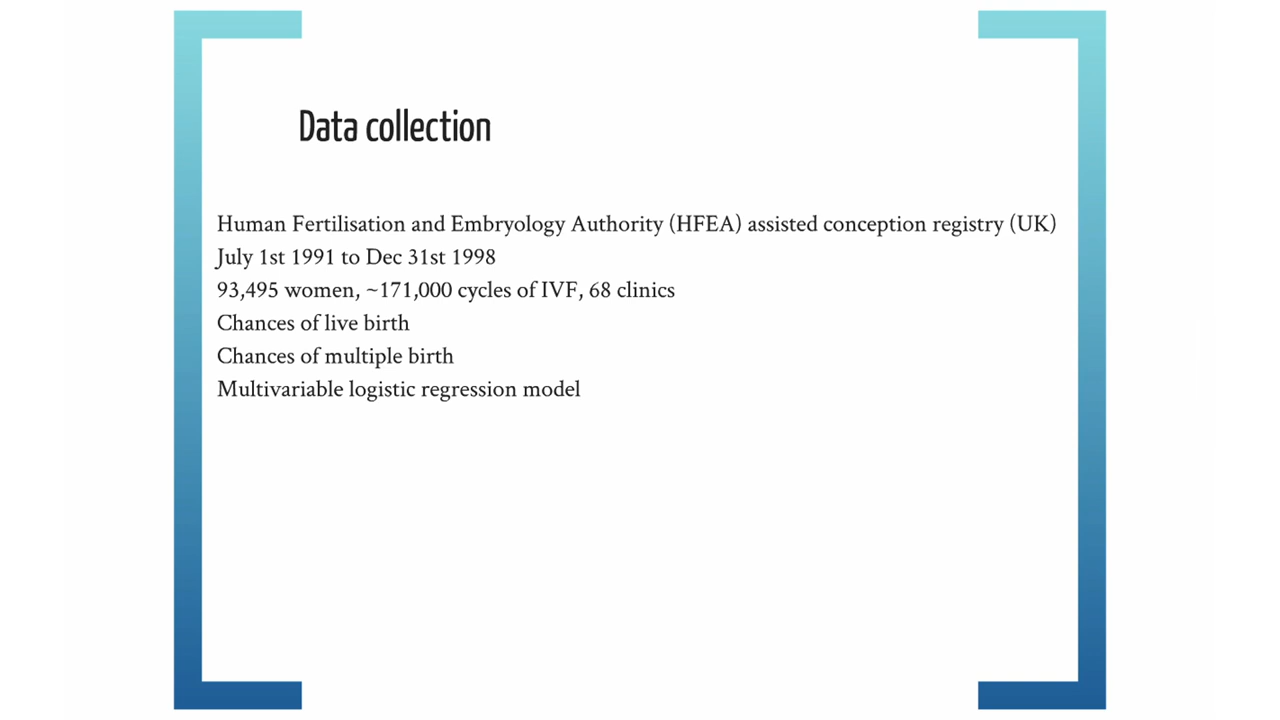 Data collection
Human Fertilisation and Embryology Authority (HFEA) assisted conception registry (UK)
July 1st 1991 to Dec 31st 1998
93,495 women, ~171,000 cycles of IVF, 68 clinics
Chances of live birth
Chances of multiple birth
Multivariable logistic regression model